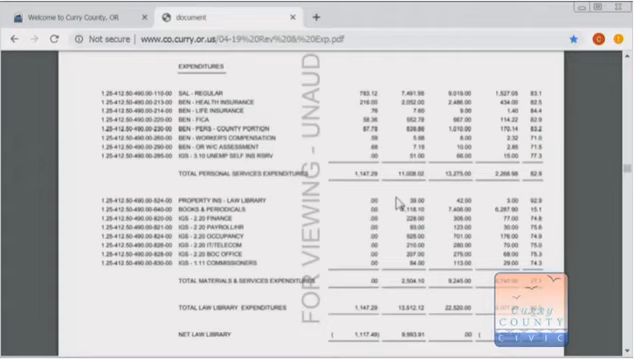 Welcome to Curry County, OR
document
Not secure | www.co.curry.or.us/04-19%20Rev%20&%20Exp.pdf
EXPENDITURES
1.25-412.50-490.00-110-00 SAL - REGULAR 783.12 7,491.95 9,019.00 1,527.05 83.1
1.25-412.50-490.00-213-00 BEN - HEALTH INSURANCE 216.00 2,052.00 2,486.00 434.00 82.5
1.25-412.50-490.00-214-00 BEN - LIFE INSURANCE .76 7.60 9.00 1.40 84.4
1.25-412.50-490.00-220-00 BEN - FICA 58.36 552.78 667.00 114.22 82.9
1.25-412.50-490.00-230-00 BEN - PERS - COUNTY PORTION 87.79 839.86 1,010.00 170.14 83.2
1.25-412.50-490.00-260-00 BEN - WORKER'S COMPENSATION 5.68 8.00 2.32 71.0
BEN - OR W/C ASSESSMENT 7.15 10.00 2.85 71.5
1.25-412.50-490.00-295-00 IGS - 3.10 UNEMP SELF INS RSRV .00 51.00 66.00 15.00 77.3
TOTAL PERSONAL SERVICES EXPENDITURES 1,147.29 11,008.02 13,275.00 2,266.98 82.9
1.25-412.50-490.00-524-00 PROPERTY INS - LAW LIBRARY .00 39.00 42.00 3.00 92.9
1.25-412.50-490.00-640-00 BOOKS & PERIODICALS .00 7,406.00 6,287.90 15.1
1.25-412.50-490.00-820-00 IGS - 2.20 FINANCE .00 228.00 305.00 77.00 74.8
1.25-412.50-490.00-821-00 IGS - 2.20 PAYROLL/HR .00 93.00 123.00 30.00 75.6
1.25-412.50-490.00-824-00 IGS - 2.20 OCCUPANCY .00 525.00 701.00 176.00 74.9
1.25-412.50-490.00-826-00 IGS - 2.20 IT/TELECOM .00 210.00 280.00 70.00 75.0
1.25-412.50-490.00-828-00 IGS - 2.20 BOC OFFICE .00 207.00 275.00 68.00 75.3
1.25-412.50-490.00-830-00 IGS - 1.11 COMMISSIONERS .00 84.00 113.00 29.00 74.3
TOTAL MATERIALS & SERVICES EXPENDITURES .00 2,504.10 9,245.00
TOTAL LAW LIBRARY EXPENDITURES 1,147.29 13,512.12 22,520.00
NET LAW LIBRARY ( 1,117.49) 9,993.91 .00 (
FOR VIEWING - UNAUD
Curry
COUNTY
CIVIC